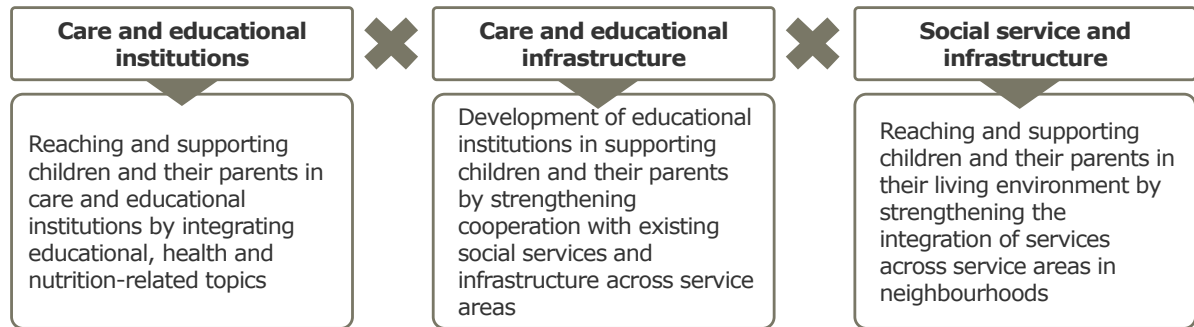 Care and educational
institutions
Care and educational
infrastructure
Social service and
infrastructure
Reaching and supporting
children and their parents in
care and educational
institutions by integrating
educational, health and
nutrition-related topics
Development of educational
institutions in supporting
children and their parents
by strengthening
cooperation with existing
social services and
infrastructure across service
areas
Reaching and supporting
children and their parents in
their living environment by
strengthening the
integration of services
across service areas in
neighbourhoods